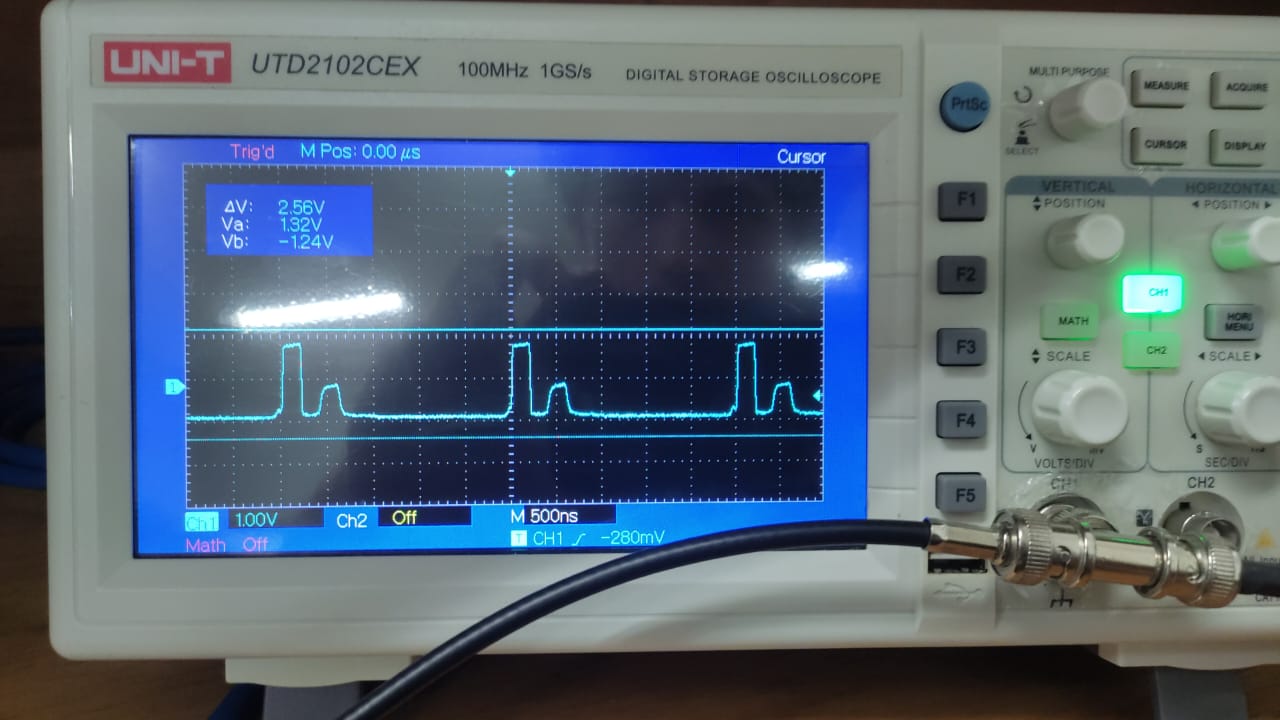 UNI-T UTD2102CEX 100MHz 1GS/s DIGITAL STORAGE OSCILLOSCOPE
Trig'd M Pos: 0.00 μs Cursor
ΔV: 2.56V
Va: 1.32V
Vb: -1.24V
1
Ch1 1.00V Ch2 Off M 500ns
Math Off T CH1 -280mV
PrtSc
F1
F2
F3
F4
F5
MULTI PURPOSE
SELECT
MEASURE ACQUIRE
CURSOR DISPLAY
VERTICAL HORIZONTAL
POSITION POSITION
CH1
MATH HORI MENU
CH2
SCALE SCALE
V mV S
VOLTS/DIV SEC/DIV
CH1 CH2